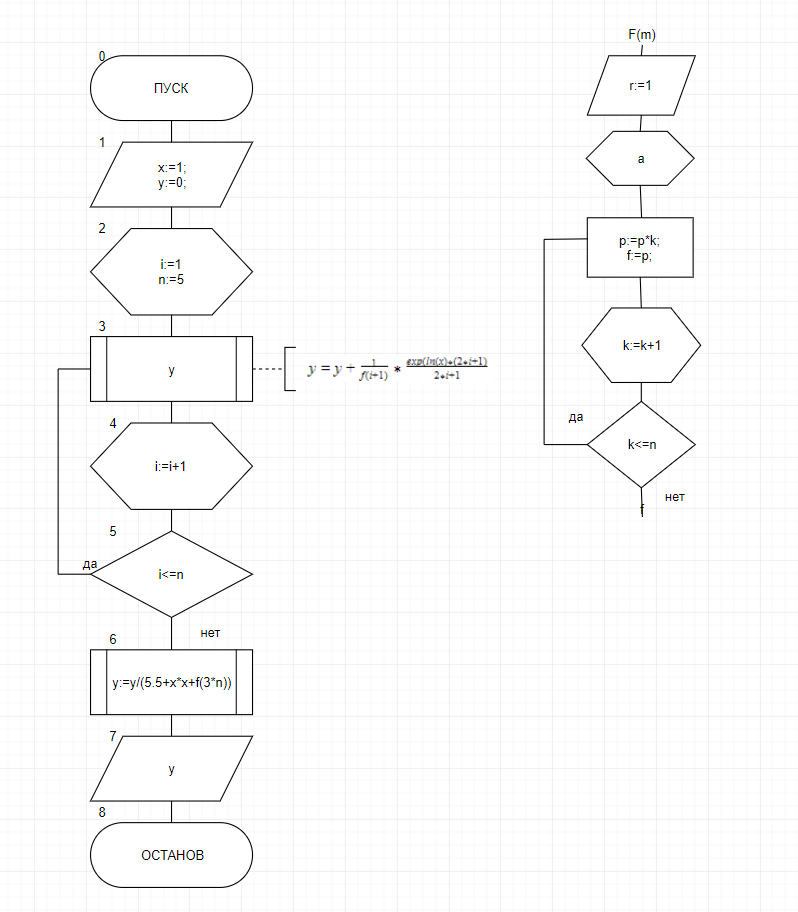 0
ПУСК
1
x:=1;
y:=0;
2
i:=1
n:=5
3
y
y = y + 1/f(i+1) * exp(ln(x)*(2*i+1)/2*i+1
4
i:=i+1
5
да
i<=n
нет
6
y:=y/(5.5+x*x+f(3*n))
7
y
8
ОСТАНОВ
F(m)
r:=1
a
p:=p*k;
f:=p;
k:=k+1
да
k<=n
нет
f